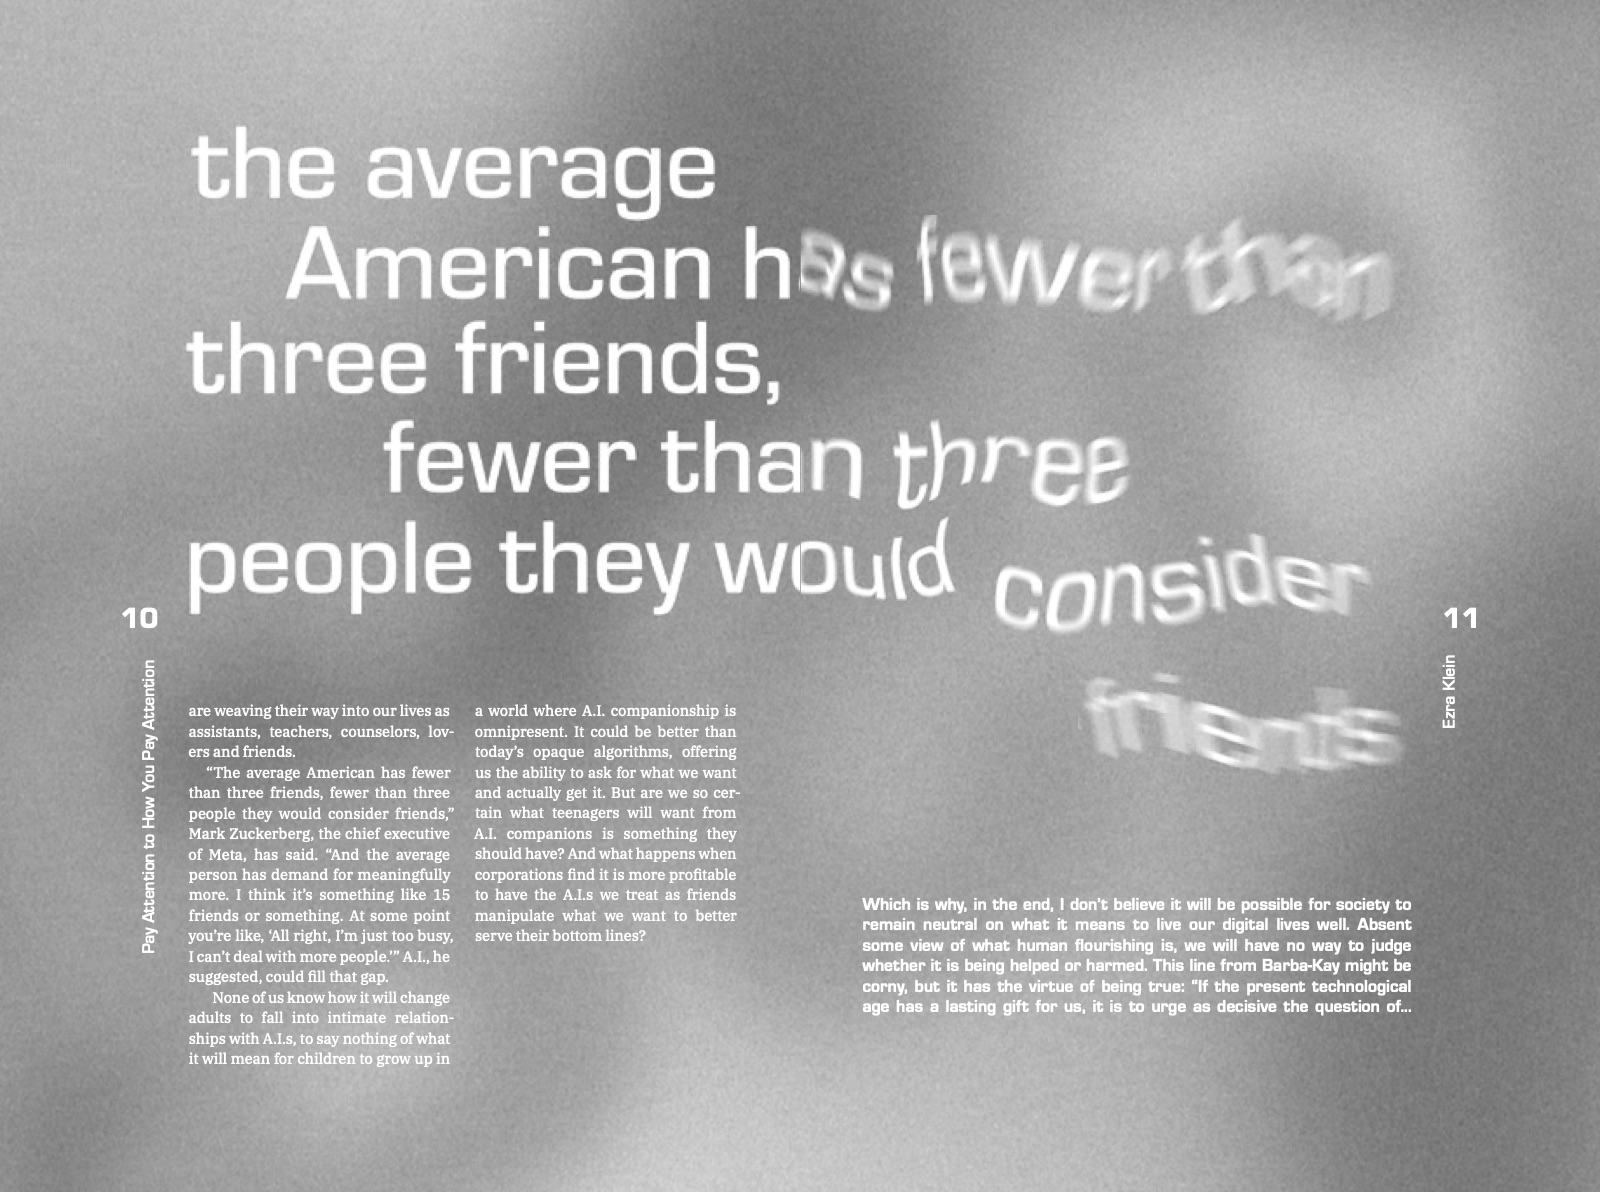 the average
American has fewer than
three friends,
fewer than three
people they would consider
friends
10
Pay Attention to How You Pay Attention
are weaving their way into our lives as
assistants, teachers, counselors, lov-
ers and friends.
“The average American has fewer
than three friends, fewer than three
people they would consider friends,”
Mark Zuckerberg, the chief executive
of Meta, has said. “And the average
person has demand for meaningfully
more. I think it’s something like 15
friends or something. At some point
you’re like, ‘All right, I’m just too busy,
I can’t deal with more people.’” A.I., he
suggested, could fill that gap.
None of us know how it will change
adults to fall into intimate relation-
ships with A.I.s, to say nothing of what
it will mean for children to grow up in
a world where A.I. companionship is
omnipresent. It could be better than
today’s opaque algorithms, offering
us the ability to ask for what we want
and actually get it. But are we so cer-
tain what teenagers will want from
A.I. companions is something they
should have? And what happens when
corporations find it is more profitable
to have the A.I.s we treat as friends
manipulate what we want to better
serve their bottom lines?
Which is why, in the end, I don’t believe it will be possible for society to
remain neutral on what it means to live our digital lives well. Absent
some view of what human flourishing is, we will have no way to judge
whether it is being helped or harmed. This line from Barba-Kay might be
corny, but it has the virtue of being true: “If the present technological
age has a lasting gift for us, it is to urge as decisive the question of...
11
Ezra Klein